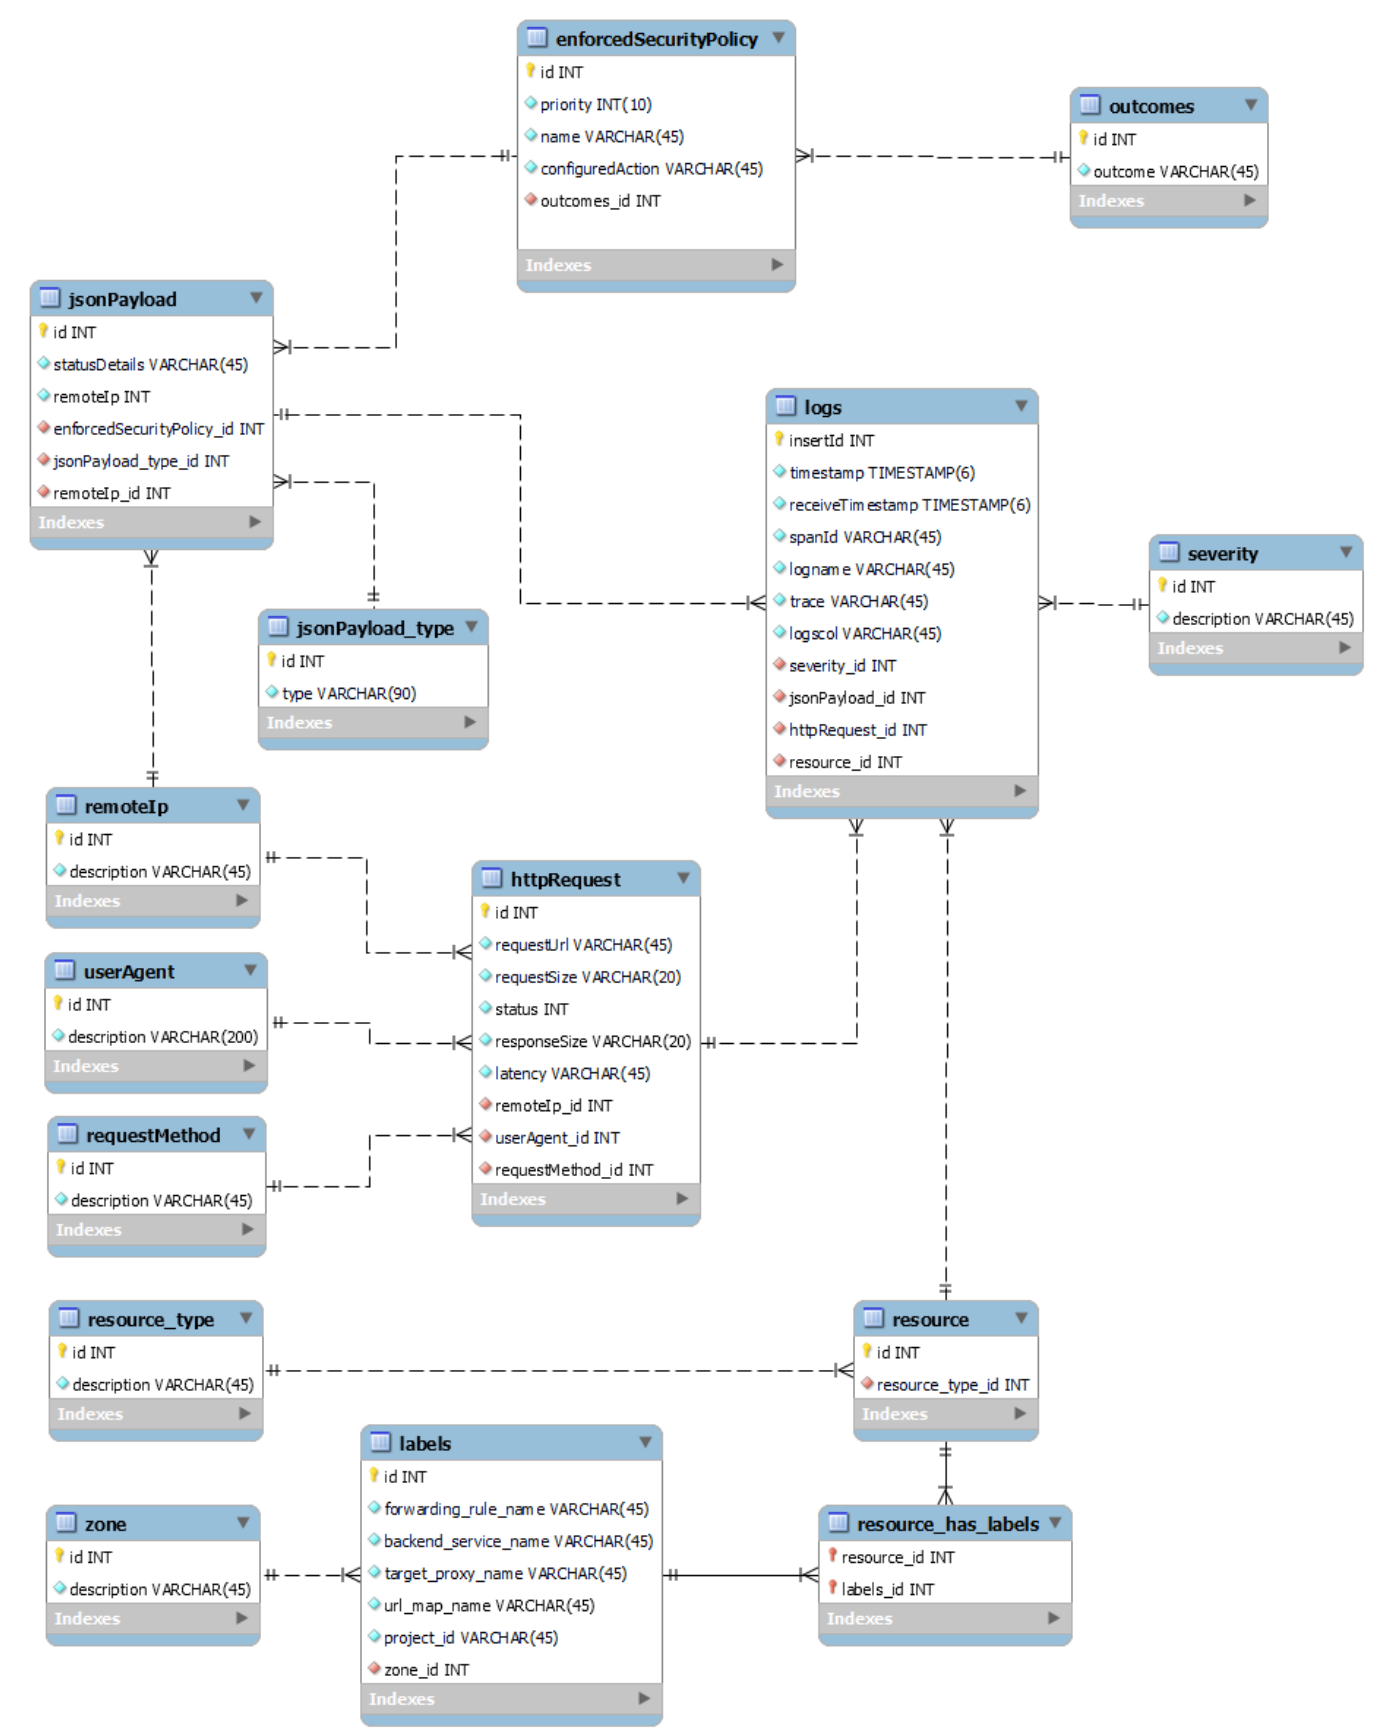 enforcedSecurityPolicy
id INT
priority INT(10)
name VARCHAR(45)
configuredAction VARCHAR(45)
outcomes_id INT
Indexes
outcomes
id INT
outcome VARCHAR(45)
Indexes
jsonPayload
id INT
statusDetails VARCHAR(45)
remoteIp INT
enforcedSecurityPolicy_id INT
jsonPayload_type_id INT
remoteIp_id INT
Indexes
logs
insertId INT
timestamp TIMESTAMP(6)
receiveTimestamp TIMESTAMP(6)
spanId VARCHAR(45)
logname VARCHAR(45)
trace VARCHAR(45)
logscol VARCHAR(45)
severity_id INT
jsonPayload_id INT
httpRequest_id INT
resource_id INT
Indexes
severity
id INT
description VARCHAR(45)
Indexes
jsonPayload_type
id INT
type VARCHAR(90)
Indexes
remoteIp
id INT
description VARCHAR(45)
Indexes
httpRequest
id INT
requestUrl VARCHAR(45)
requestSize VARCHAR(20)
status INT
responseSize VARCHAR(20)
latency VARCHAR(45)
remoteIp_id INT
userAgent_id INT
requestMethod_id INT
Indexes
userAgent
id INT
description VARCHAR(200)
Indexes
requestMethod
id INT
description VARCHAR(45)
Indexes
resource_type
id INT
description VARCHAR(45)
Indexes
resource
id INT
resource_type_id INT
Indexes
labels
id INT
forwarding_rule_name VARCHAR(45)
backend_service_name VARCHAR(45)
target_proxy_name VARCHAR(45)
url_map_name VARCHAR(45)
project_id VARCHAR(45)
zone_id INT
Indexes
zone
id INT
description VARCHAR(45)
Indexes
resource_has_labels
resource_id INT
labels_id INT
Indexes